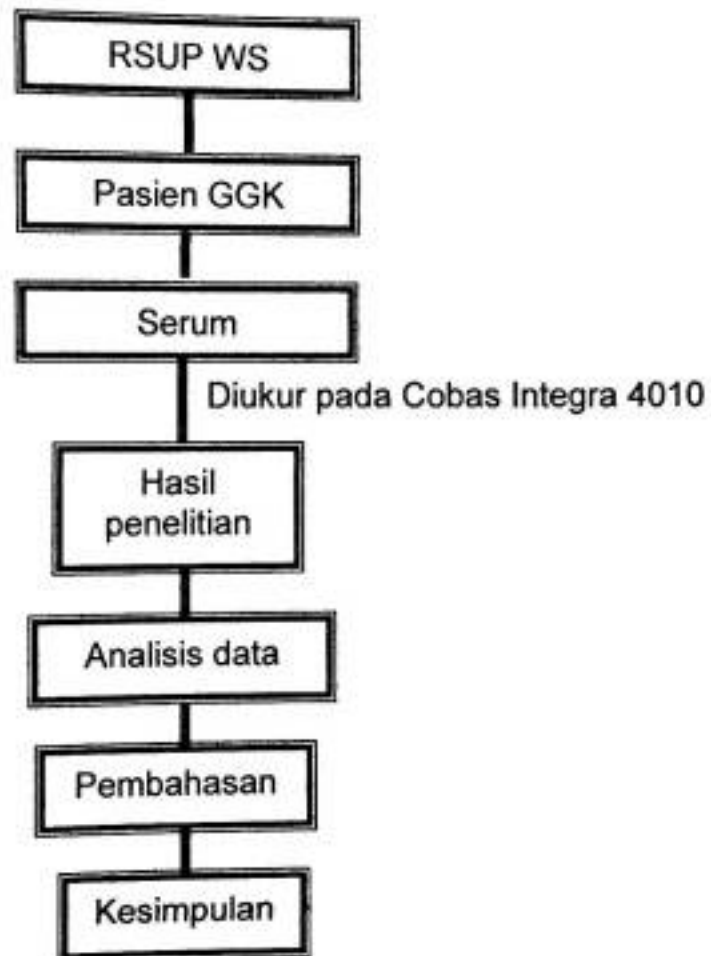 RSUP WS
Pasien GGK
Serum
Diukur pada Cobas Integra 4010
Hasil
penelitian
Analisis data
Pembahasan
Kesimpulan